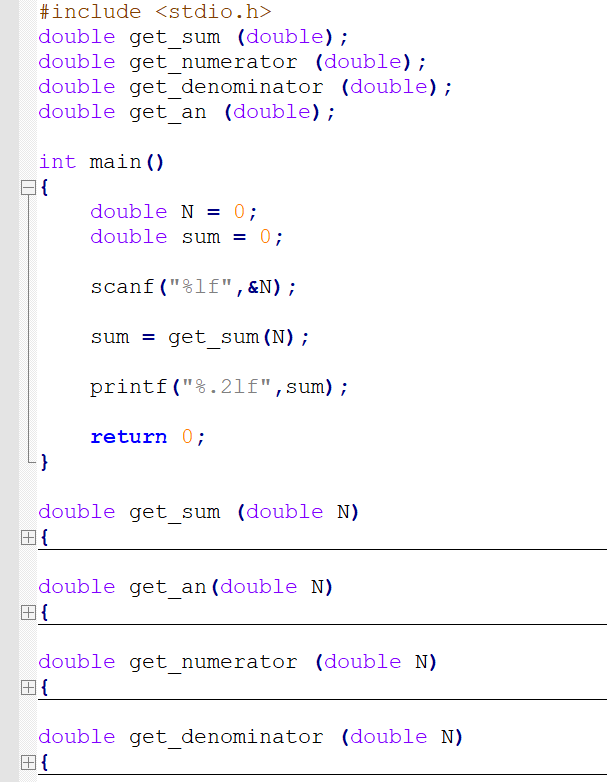 #include <stdio.h>
double get_sum (double);
double get_numerator (double);
double get_denominator (double);
double get_an (double);
int main()
{
double N = 0;
double sum = 0;
scanf("%lf",&N);
sum = get_sum(N);
printf("%.2lf",sum);
return 0;
}
double get_sum (double N)
{
double get_an(double N)
{
double get_numerator (double N)
{
double get_denominator (double N)
{